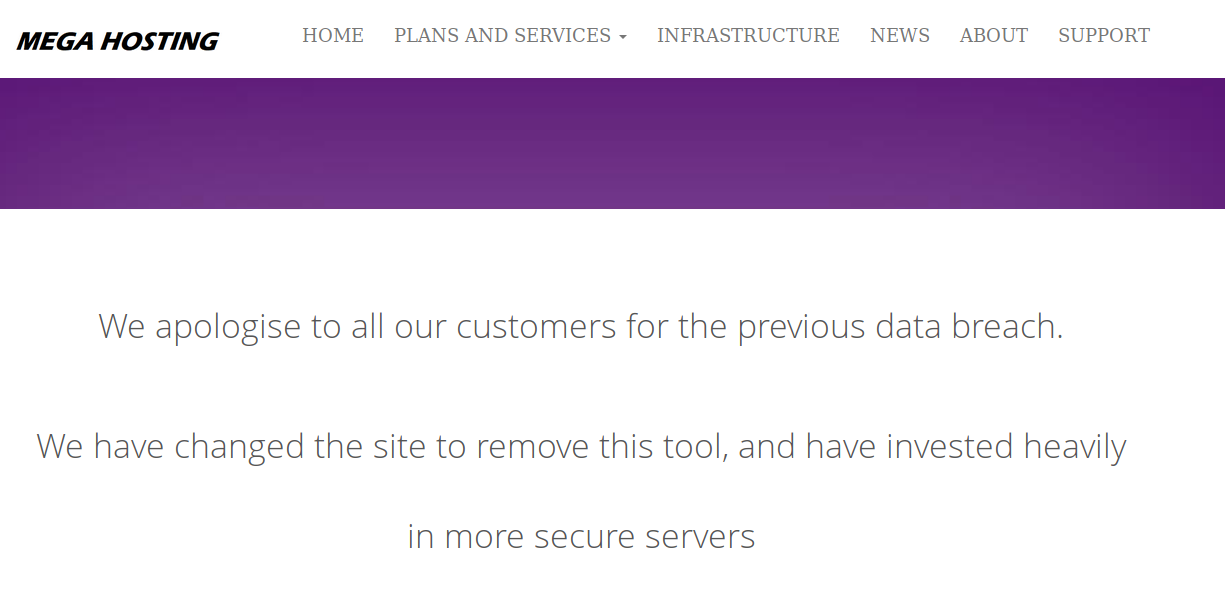 MEGA HOSTING
HOME PLANS AND SERVICES INFRASTRUCTURE NEWS ABOUT SUPPORT
We apologise to all our customers for the previous data breach.
We have changed the site to remove this tool, and have invested heavily
in more secure servers